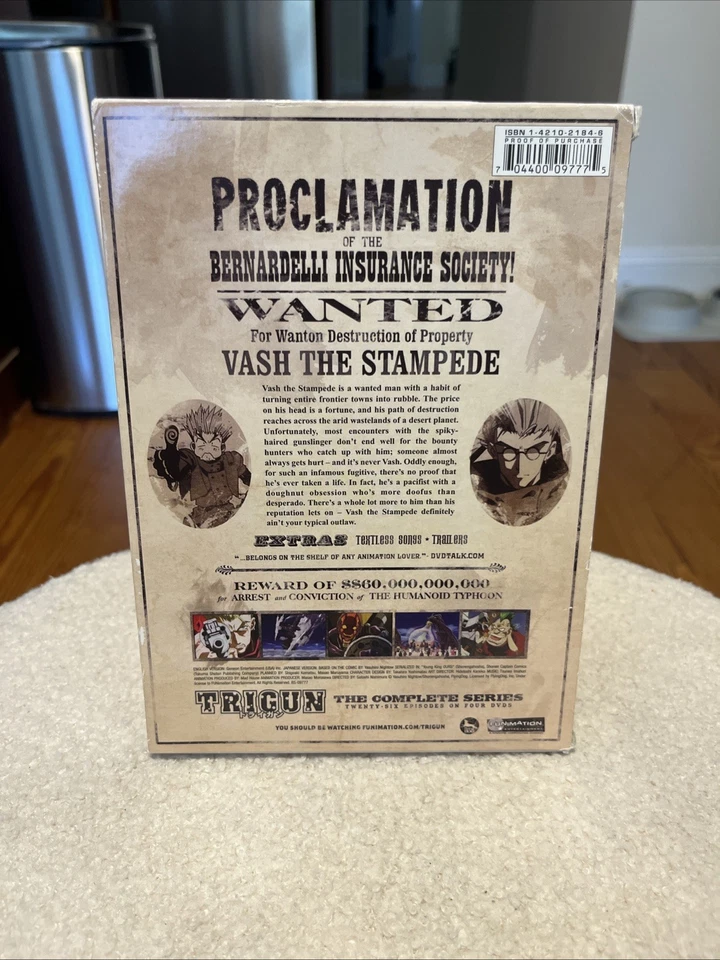 ISBN 1-4210-2184-6
PROOF OF PURCHASE
7 04400 09777 5
PROCLAMATION
OF THE
BERNARDELLI INSURANCE SOCIETY!
WANTED
For Wanton Destruction of Property
VASH THE STAMPEDE
Vash the Stampede is a wanted man with a habit of
turning entire frontier towns into rubble. The price
on his head is a fortune, and his path of destruction
reaches across the arid wastelands of a desert planet.
Unfortunately, most encounters with the spiky-
haired gunslinger don't end well for the bounty
hunters who catch up with him; someone almost
always gets hurt – and it's never Vash. Oddly enough,
for such an infamous fugitive, there's no proof that
he's ever taken a life. In fact, he's a pacifist with a
doughnut obsession who's more doofus than
desperado. There's a whole lot more to him than his
reputation lets on – Vash the Stampede definitely
ain't your typical outlaw.
EXTRAS TEXTLESS SONGS • TRAILERS
"...BELONGS ON THE SHELF OF ANY ANIMATION LOVER." - DVDTALK.COM
REWARD OF $$60,000,000,000
for ARREST and CONVICTION of THE HUMANOID TYPHOON
TRIGUN THE COMPLETE SERIES
トライガン
TWENTY-SIX EPISODES ON FOUR DVDS
YOU SHOULD BE WATCHING FUNIMATION.COM/TRIGUN
FUNIMATION
ENTERTAINMENT